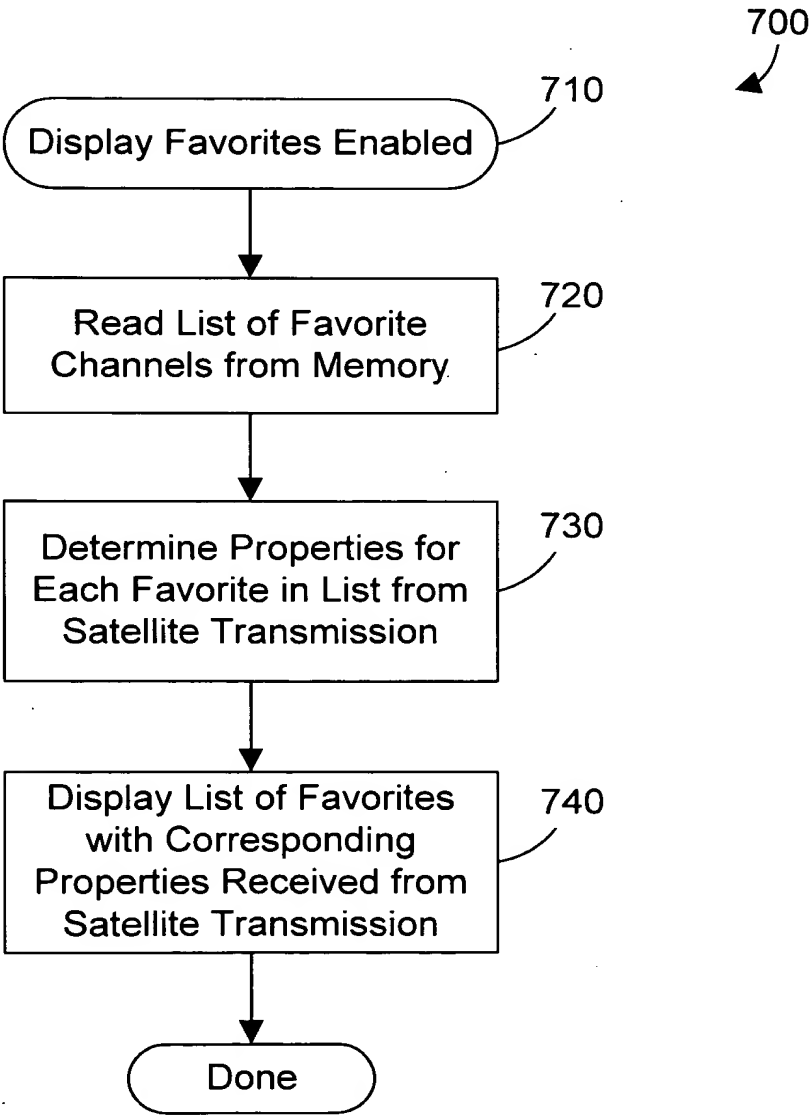 700
710
Display Favorites Enabled
720
Read List of Favorite
Channels from Memory
730
Determine Properties for
Each Favorite in List from
Satellite Transmission
740
Display List of Favorites
with Corresponding
Properties Received from
Satellite Transmission
Done